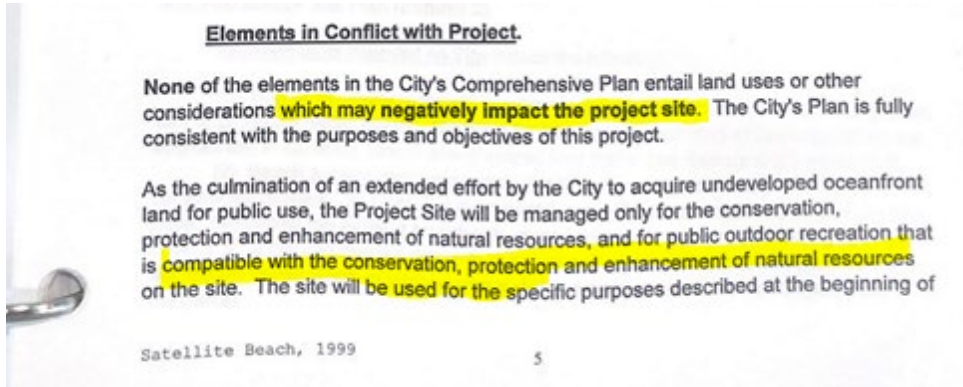 Elements in Conflict with Project.
None of the elements in the City's Comprehensive Plan entail land uses or other
considerations which may negatively impact the project site. The City's Plan is fully
consistent with the purposes and objectives of this project.
As the culmination of an extended effort by the City to acquire undeveloped oceanfront
land for public use, the Project Site will be managed only for the conservation,
protection and enhancement of natural resources, and for public outdoor recreation that
is compatible with the conservation, protection and enhancement of natural resources
on the site. The site will be used for the specific purposes described at the beginning of
Satellite Beach, 1999
5